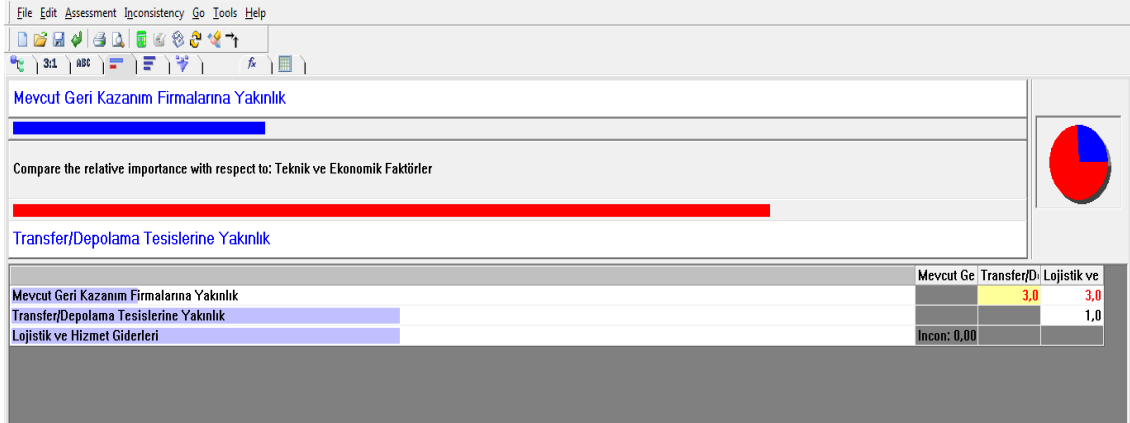 File Edit Assessment Inconsistency Go Tools Help
3:1 ABC fx
Mevcut Geri Kazanım Firmalarına Yakınlık
Compare the relative importance with respect to: Teknik ve Ekonomik Faktörler
Transfer/Depolama Tesislerine Yakınlık
Mevcut Ge Transfer/D Lojistik ve
Mevcut Geri Kazanım Firmalarına Yakınlık 3,0 3,0
Transfer/Depolama Tesislerine Yakınlık 1,0
Lojistik ve Hizmet Giderleri Incon: 0,00